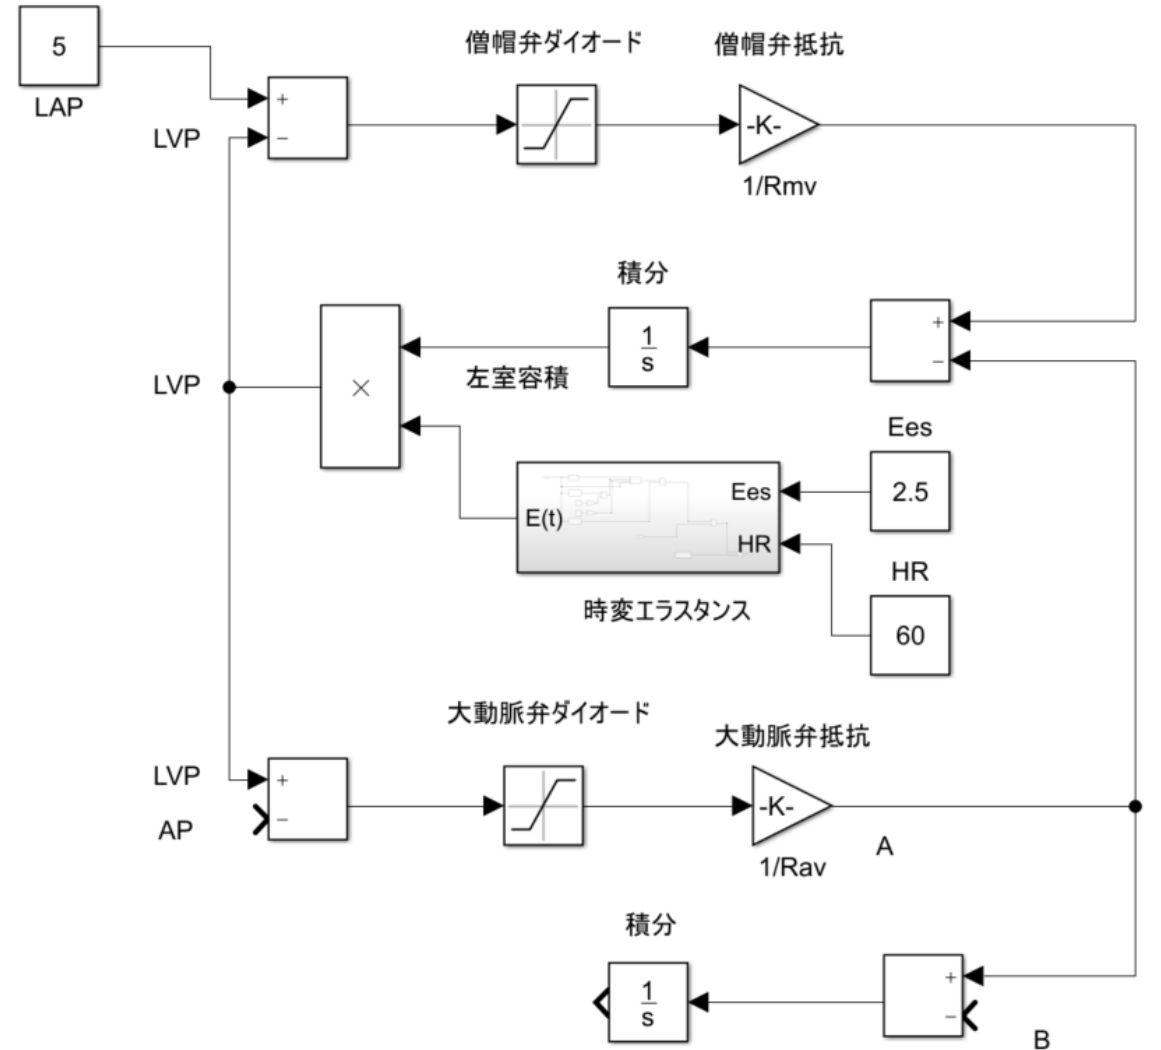 5
LAP
僧帽弁ダイオード
僧帽弁抵抗
+
−
LVP
-K-
1/Rmv
積分
1
s
+
−
左室容積
LVP
×
Ees
2.5
Ees
E(t)
HR
HR
60
時変エラスタンス
大動脈弁ダイオード
大動脈弁抵抗
LVP
+
AP
−
-K-
A
1/Rav
積分
1
s
+
−
B